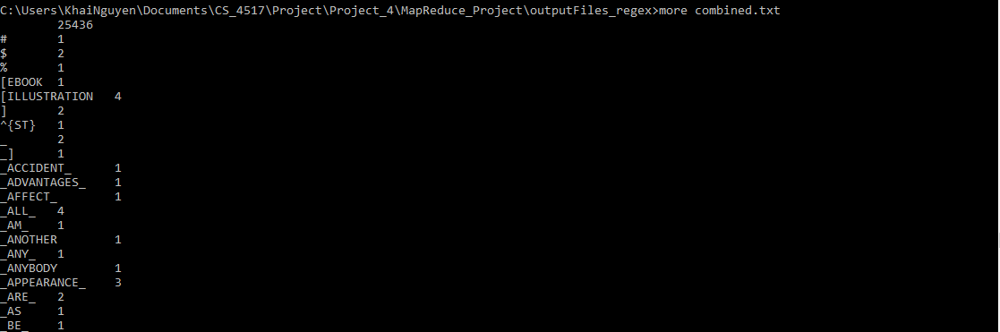 C:\Users\KhaiNguyen\Documents\CS_4517\Project\Project_4\MapReduce_Project\outputFiles_regex>more combined.txt
        25436
#       1
$       2
%       1
[EBOOK  1
[ILLUSTRATION   4
]       2
^{ST}   1
_       2
_]      1
_ACCIDENT_      1
_ADVANTAGES_    1
_AFFECT_        1
_ALL_   4
_AM_    1
_ANOTHER        1
_ANY_   1
_ANYBODY        1
_APPEARANCE_    3
_ARE_   2
_AS     1
_BE_    1